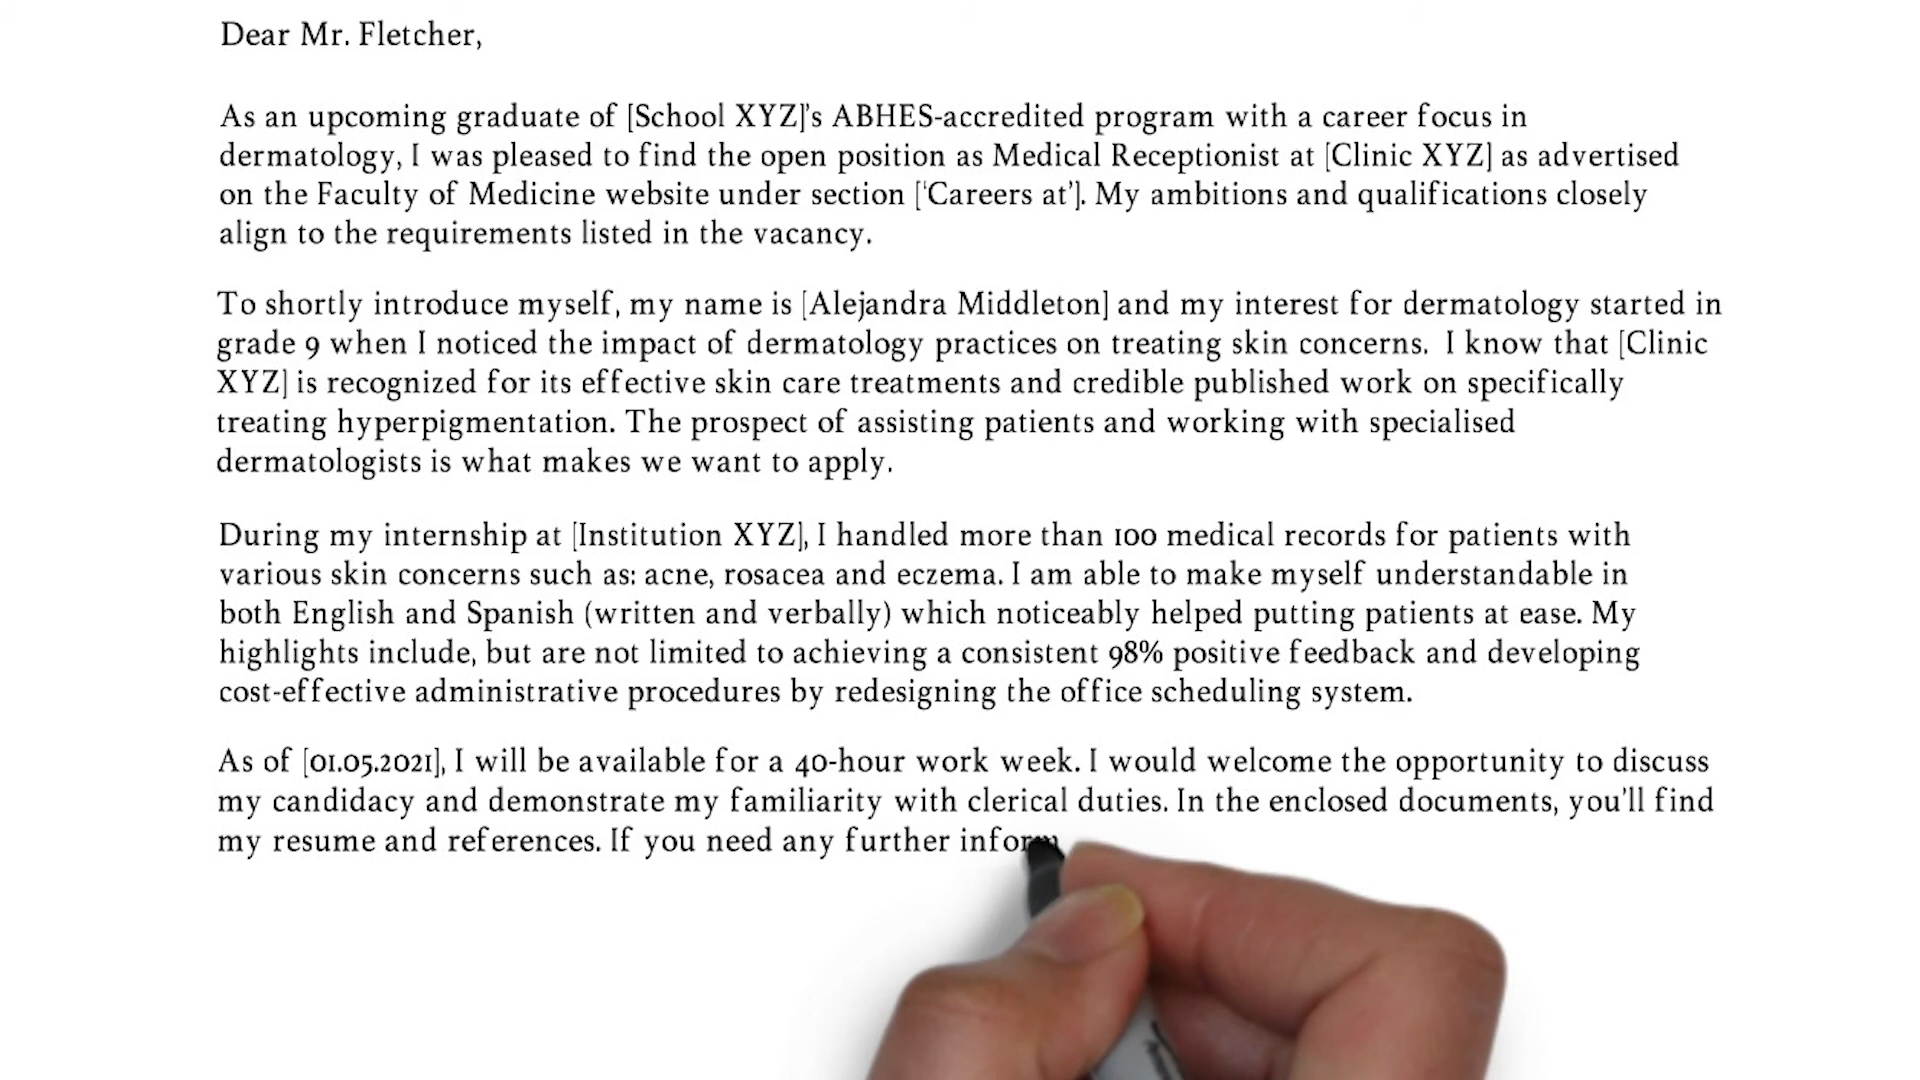 Dear Mr. Fletcher,
As an upcoming graduate of [School XYZ]'s ABHES-accredited program with a career focus in
dermatology, I was pleased to find the open position as Medical Receptionist at [Clinic XYZ] as advertised
on the Faculty of Medicine website under section ['Careers at']. My ambitions and qualifications closely
align to the requirements listed in the vacancy.
To shortly introduce myself, my name is [Alejandra Middleton] and my interest for dermatology started in
grade 9 when I noticed the impact of dermatology practices on treating skin concerns. I know that [Clinic
XYZ] is recognized for its effective skin care treatments and credible published work on specifically
treating hyperpigmentation. The prospect of assisting patients and working with specialised
dermatologists is what makes we want to apply.
During my internship at [Institution XYZ], I handled more than 100 medical records for patients with
various skin concerns such as: acne, rosacea and eczema. I am able to make myself understandable in
both English and Spanish (written and verbally) which noticeably helped putting patients at ease. My
highlights include, but are not limited to achieving a consistent 98% positive feedback and developing
cost-effective administrative procedures by redesigning the office scheduling system.
As of [01.05.2021], I will be available for a 40-hour work week. I would welcome the opportunity to discuss
my candidacy and demonstrate my familiarity with clerical duties. In the enclosed documents, you'll find
my resume and references. If you need any further inform